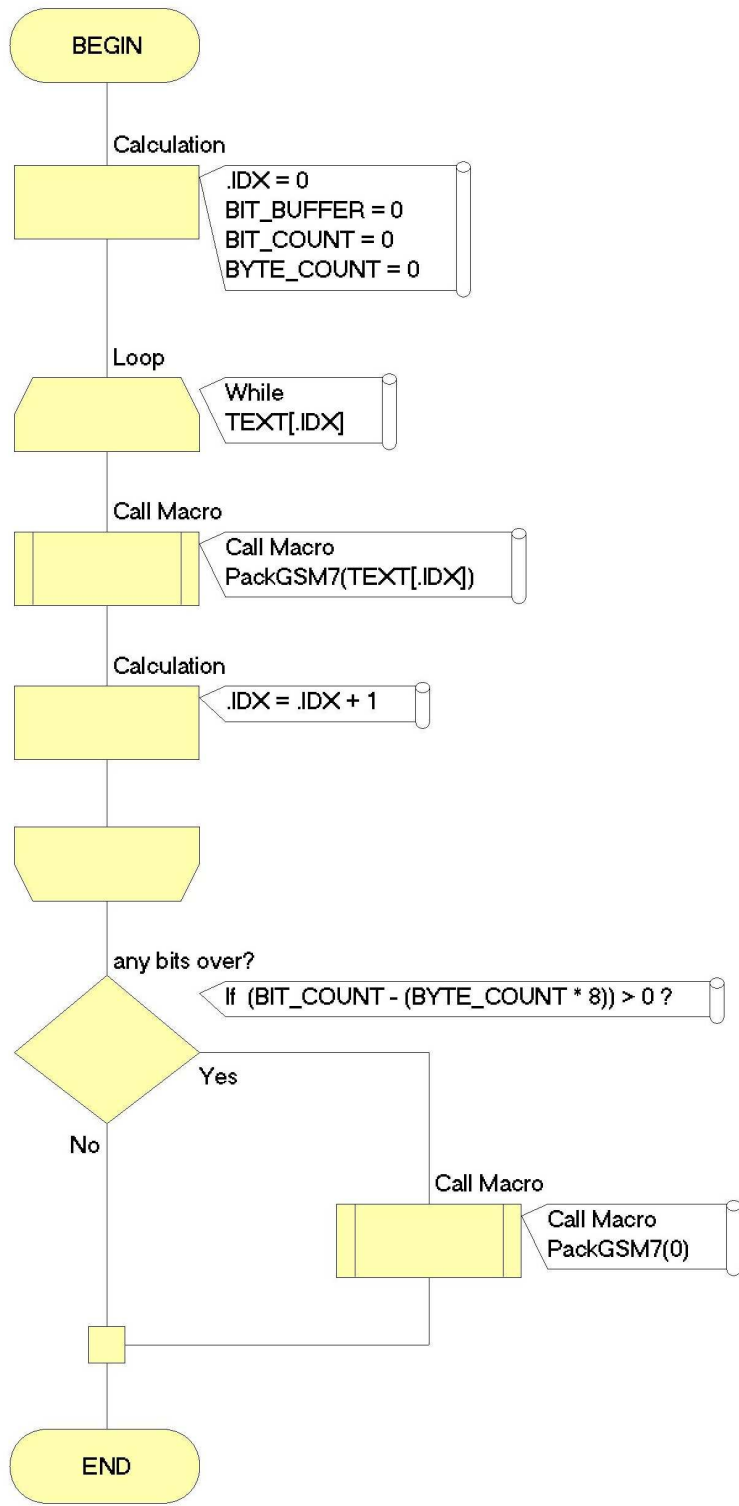 BEGIN
Calculation
.IDX = 0
BIT_BUFFER = 0
BIT_COUNT = 0
BYTE_COUNT = 0
Loop
While
TEXT[.IDX]
Call Macro
Call Macro
PackGSM7(TEXT[.IDX])
Calculation
.IDX = .IDX + 1
any bits over?
If  (BIT_COUNT - (BYTE_COUNT * 8)) > 0 ?
Yes
No
Call Macro
Call Macro
PackGSM7(0)
END